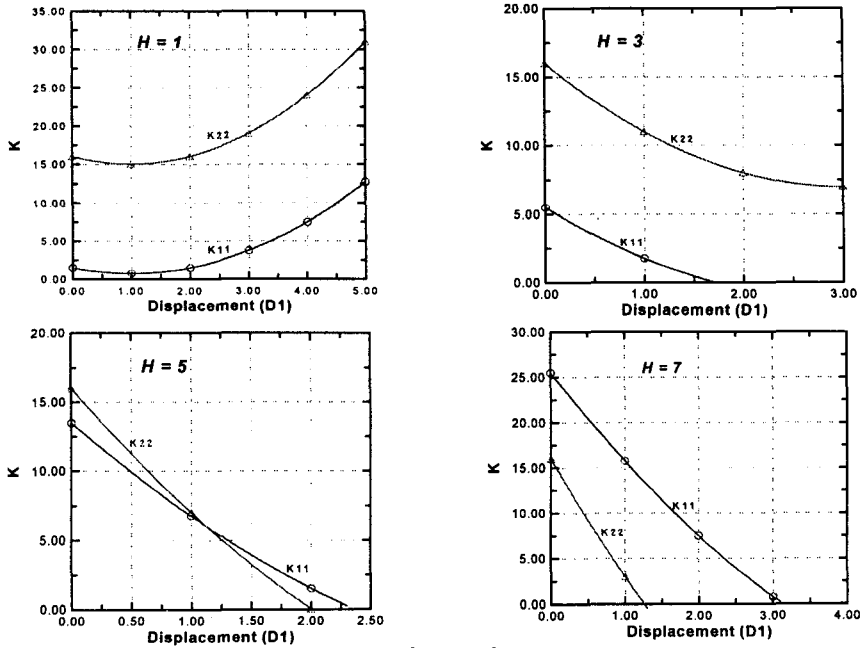 H = 1
K
35.00
30.00
25.00
20.00
15.00
10.00
5.00
0.00
K22
K11
0.00 1.00 2.00 3.00 4.00 5.00
Displacement (D1)
H = 3
K
20.00
15.00
10.00
5.00
0.00
K22
K11
0.00 1.00 2.00 3.00
Displacement (D1)
H = 5
K
20.00
15.00
10.00
5.00
0.00
K22
K11
0.00 0.50 1.00 1.50 2.00 2.50
Displacement (D1)
H = 7
K
30.00
25.00
20.00
15.00
10.00
5.00
0.00
K11
K22
0.00 1.00 2.00 3.00 4.00
Displacement (D1)